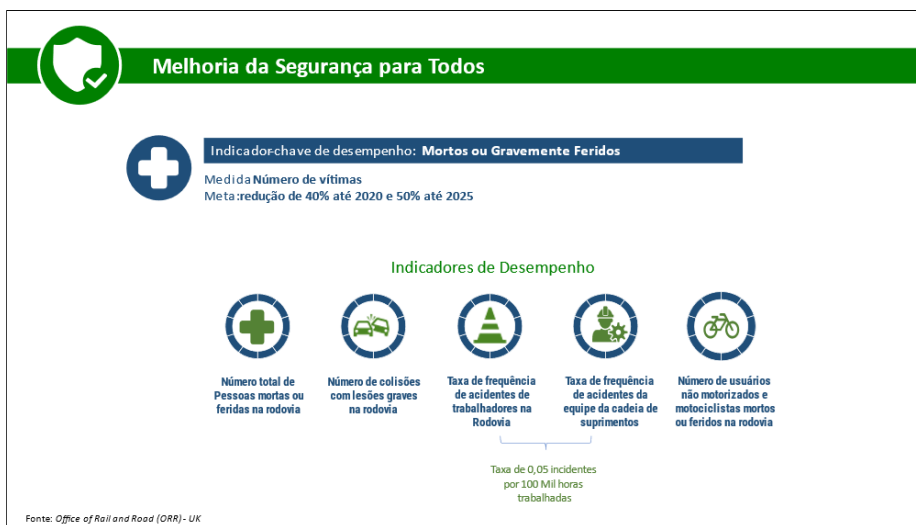 Melhoria da Segurança para Todos
Indicador-chave de desempenho: Mortos ou Gravemente Feridos
Medida Número de vítimas
Meta:redução de 40% até 2020 e 50% até 2025
Indicadores de Desempenho
Número total de
Pessoas mortas ou
feridas na rodovia
Número de colisões
com lesões graves
na rodovia
Taxa de frequência
de acidentes de
trabalhadores na
Rodovia
Taxa de frequência
de acidentes da
equipe da cadeia de
suprimentos
Número de usuários
não motorizados e
motociclistas mortos
ou feridos na rodovia
Taxa de 0,05 incidentes
por 100 Mil horas
trabalhadas
Fonte: Office of Rail and Road (ORR) - UK